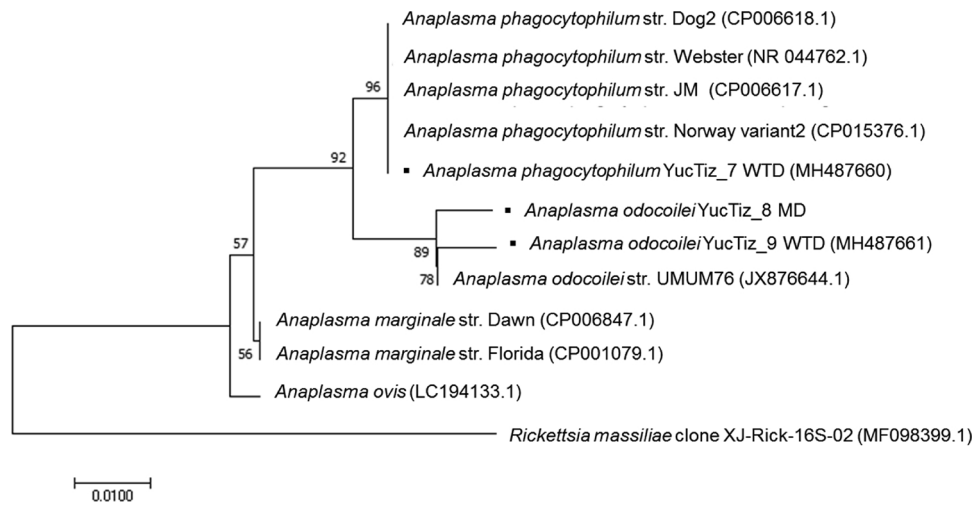 Anaplasma phagocytophilum str. Dog2 (CP006618.1)
Anaplasma phagocytophilum str. Webster (NR 044762.1)
96
Anaplasma phagocytophilum str. JM (CP006617.1)
Anaplasma phagocytophilum str. Norway variant2 (CP015376.1)
92
▪ Anaplasma phagocytophilum YucTiz_7 WTD (MH487660)
▪ Anaplasma odocoilei YucTiz_8 MD
57
▪ Anaplasma odocoilei YucTiz_9 WTD (MH487661)
89
78
Anaplasma odocoilei str. UMUM76 (JX876644.1)
Anaplasma marginale str. Dawn (CP006847.1)
56
Anaplasma marginale str. Florida (CP001079.1)
Anaplasma ovis (LC194133.1)
Rickettsia massiliae clone XJ-Rick-16S-02 (MF098399.1)
0.0100